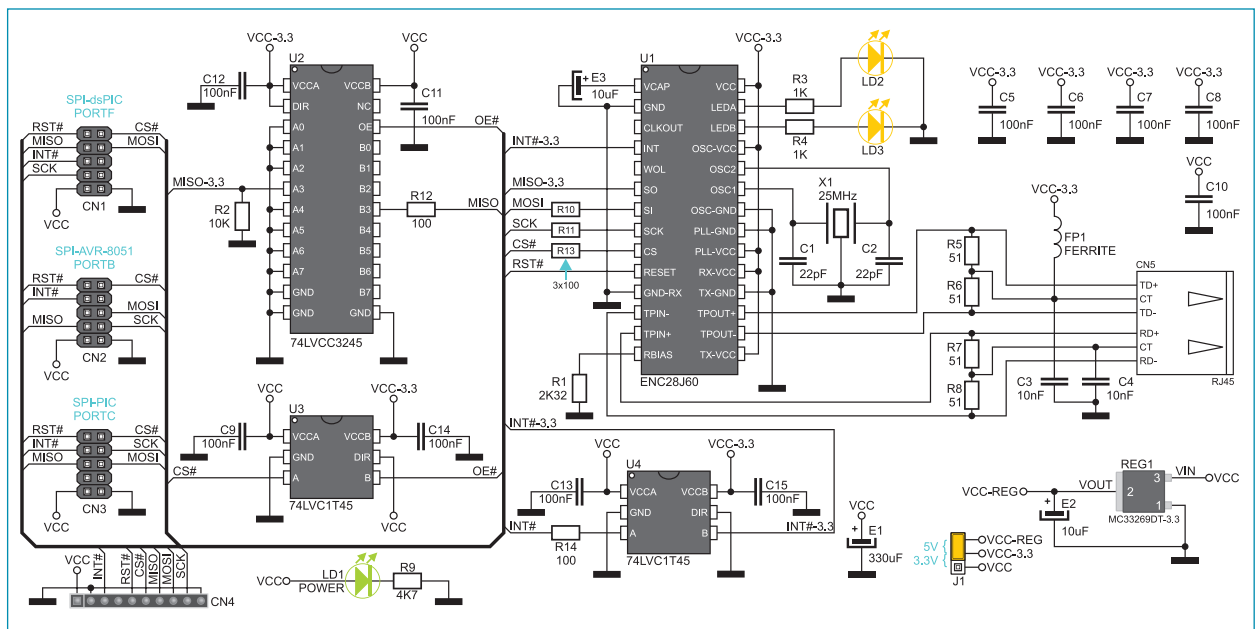 SPI-dsPIC
PORTF
RST#
MISO
INT#
SCK
CS#
MOSI
VCC
CN1
SPI-AVR-8051
PORTB
RST#
INT#
MISO
CS#
MOSI
SCK
VCC
CN2
SPI-PIC
PORTC
RST#
INT#
MISO
CS#
SCK
MOSI
VCC
CN3
VCC
INT#
RST#
CS#
MISO
MOSI
SCK
CN4
VCC-3.3
C12
100nF
U2
VCC
C11
100nF
VCCA
DIR
A0
A1
A2
A3
A4
A5
A6
A7
GND
GND
VCCB
NC
OE
B0
B1
B2
B3
B4
B5
B6
B7
GND
74LVCC3245
OE#
MISO-3.3
R2
10K
R12
100
MISO
VCC
VCC-3.3
U3
C9
100nF
C14
100nF
VCCA
GND
A
VCCB
DIR
B
74LVC1T45
CS#
OE#
VCC
VCC
LD1
POWER
R9
4K7
E3
10uF
U1
VCC-3.3
VCAP
GND
CLKOUT
INT
WOL
SO
SI
SCK
CS
RESET
GND-RX
TPIN-
TPIN+
RBIAS
VCC
LEDA
LEDB
OSC-VCC
OSC2
OSC1
OSC-GND
PLL-GND
PLL-VCC
RX-VCC
TX-GND
TPOUT+
TPOUT-
TX-VCC
ENC28J60
INT#-3.3
MISO-3.3
MOSI
SCK
CS#
RST#
R10
R11
R13
3x100
R1
2K32
R3
1K
R4
1K
LD2
LD3
X1
25MHz
C1
22pF
C2
22pF
VCC-3.3
C5
100nF
VCC-3.3
C6
100nF
VCC-3.3
C7
100nF
VCC-3.3
C8
100nF
VCC
C10
100nF
VCC-3.3
FP1
FERRITE
R5
51
R6
51
R7
51
R8
51
C3
10nF
C4
10nF
CN5
TD+
CT
TD-
RD+
CT
RD-
RJ45
INT#-3.3
VCC
VCC-3.3
U4
C13
100nF
C15
100nF
VCCA
GND
A
VCCB
DIR
B
74LVC1T45
INT#
R14
100
INT#-3.3
VCC
E1
330uF
VCC-REG
VOUT
E2
10uF
REG1
2
3
1
MC33269DT-3.3
VIN
VCC
5V
3.3V
VCC-REG
VCC-3.3
VCC
J1